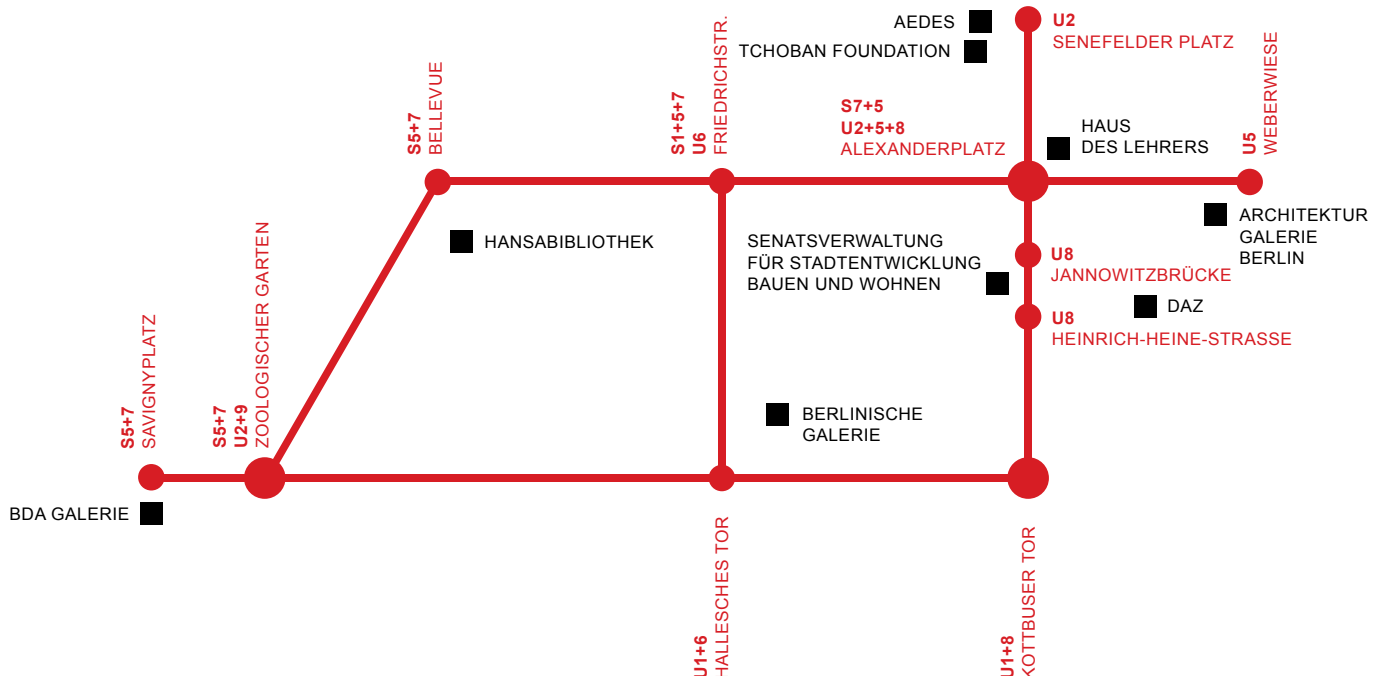 AEDES
TCHOBAN FOUNDATION
U2
SENEFELDER PLATZ
S5+7
BELLEVUE
S1+5+7
U6
FRIEDRICHSTR.
S7+5
U2+5+8
ALEXANDERPLATZ
HAUS
DES LEHRERS
U5
WEBERWIESE
HANSABIBLIOTHEK
SENATSVERWALTUNG
FÜR STADTENTWICKLUNG
BAUEN UND WOHNEN
ARCHITEKTUR
GALERIE
BERLIN
U8
JANNOWITZBRÜCKE
DAZ
U8
HEINRICH-HEINE-STRASSE
S5+7
SAVIGNYPLATZ
S5+7
U2+9
ZOOLOGISCHER GARTEN
BERLINISCHE
GALERIE
BDA GALERIE
U1+6
HALLESCHES TOR
U1+8
KOTTBUSER TOR